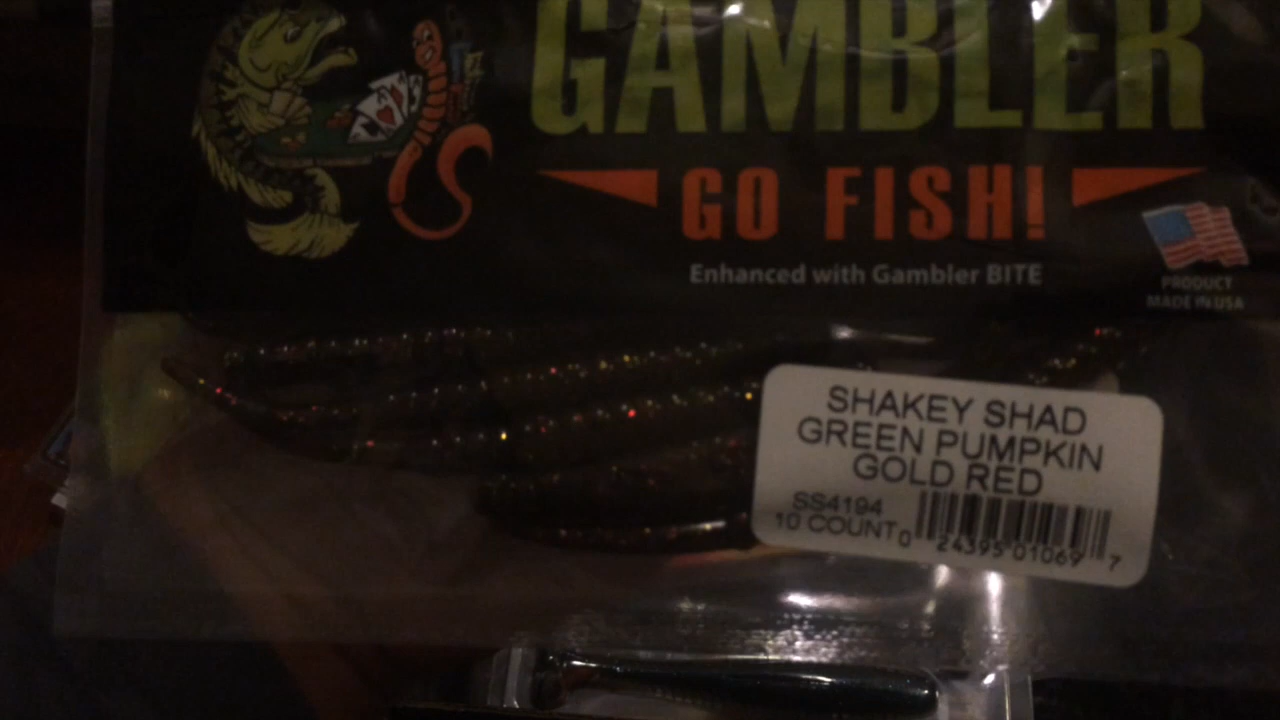 GAMBLER
GO FISH!
Enhanced with Gambler BITE
PRODUCT
MADE IN USA
SHAKEY SHAD
GREEN PUMPKIN
GOLD RED
SS4194
10 COUNT
0 24395 01069 7